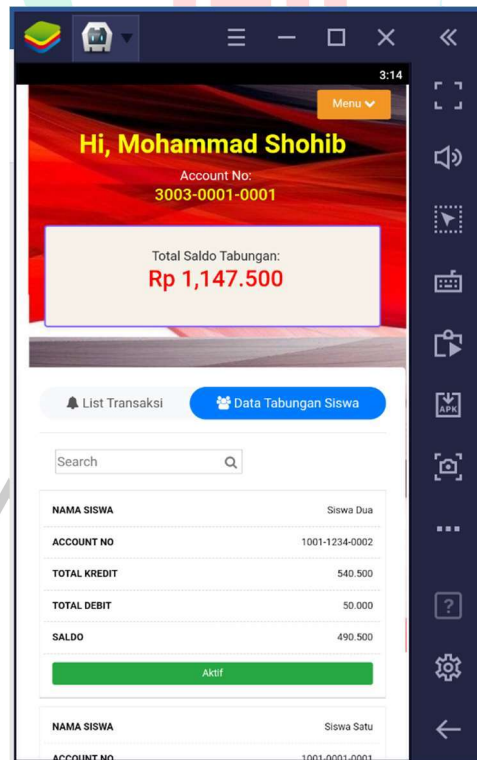 3:14
Menu
Hi, Mohammad Shohib
Account No:
3003-0001-0001
Total Saldo Tabungan:
Rp 1,147.500
List Transaksi
Data Tabungan Siswa
Search
NAMA SISWA Siswa Dua
ACCOUNT NO 1001-1234-0002
TOTAL KREDIT 540.500
TOTAL DEBIT 50.000
SALDO 490.500
Aktif
NAMA SISWA Siswa Satu
ACCOUNT NO 1001-0001-0001
APK